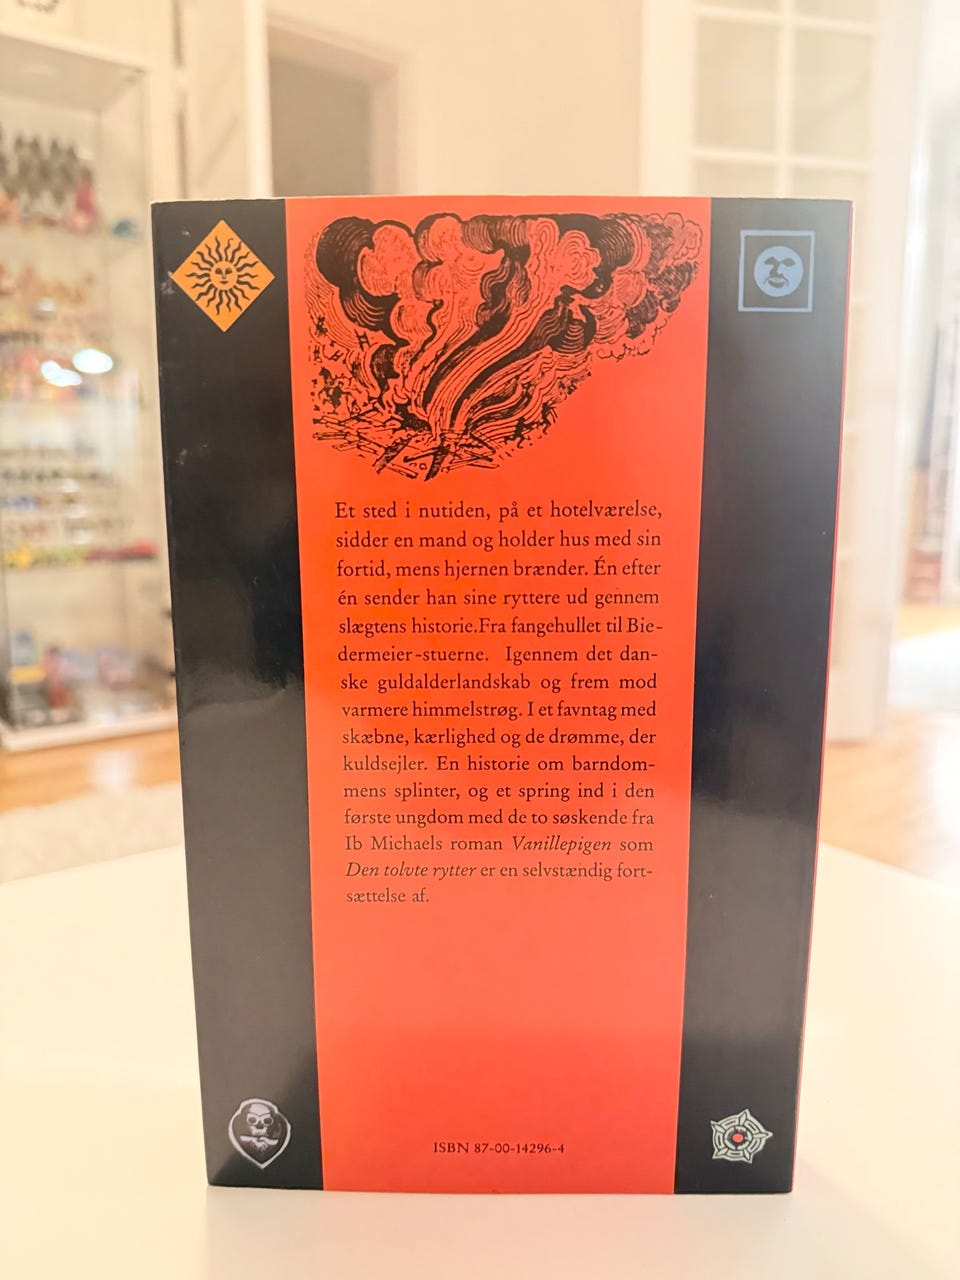 Et sted i nutiden, på et hotelværelse,
sidder en mand og holder hus med sin
fortid, mens hjernen brænder. Én efter
én sender han sine ryttere ud gennem
slægtens historie.Fra fangehullet til Bie-
dermeier-stuerne. Igennem det dan-
ske guldalderlandskab og frem mod
varmere himmelstrøg. I et favntag med
skæbne, kærlighed og de drømme, der
kuldsejler. En historie om barndom-
mens splinter, og et spring ind i den
første ungdom med de to søskende fra
Ib Michaels roman Vanillepigen som
Den tolvte rytter er en selvstændig fort-
sættelse af.
ISBN 87-00-14296-4